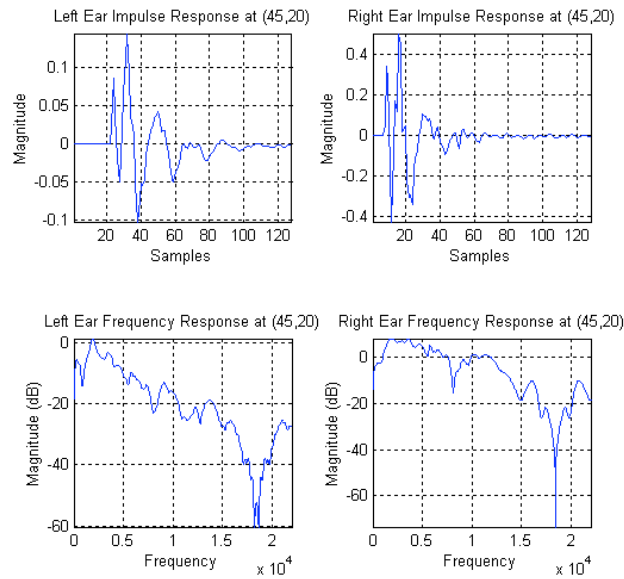 Left Ear Impulse Response at (45,20)
0.1
0.05
0
-0.05
-0.1
20 40 60 80 100 120
Magnitude
Samples
Right Ear Impulse Response at (45,20)
0.4
0.2
0
-0.2
-0.4
20 40 60 80 100 120
Magnitude
Samples
Left Ear Frequency Response at (45,20)
0
-20
-40
-60
0 0.5 1 1.5 2
Magnitude (dB)
Frequency
x 10^4
Right Ear Frequency Response at (45,20)
0
-20
-40
-60
0 0.5 1 1.5 2
Magnitude (dB)
Frequency
x 10^4